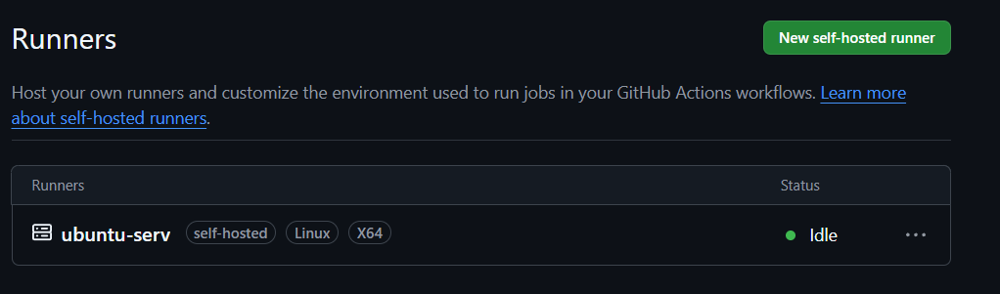 Runners
New self-hosted runner
Host your own runners and customize the environment used to run jobs in your GitHub Actions workflows. Learn more
about self-hosted runners.
Runners Status
ubuntu-serv self-hosted Linux X64 Idle